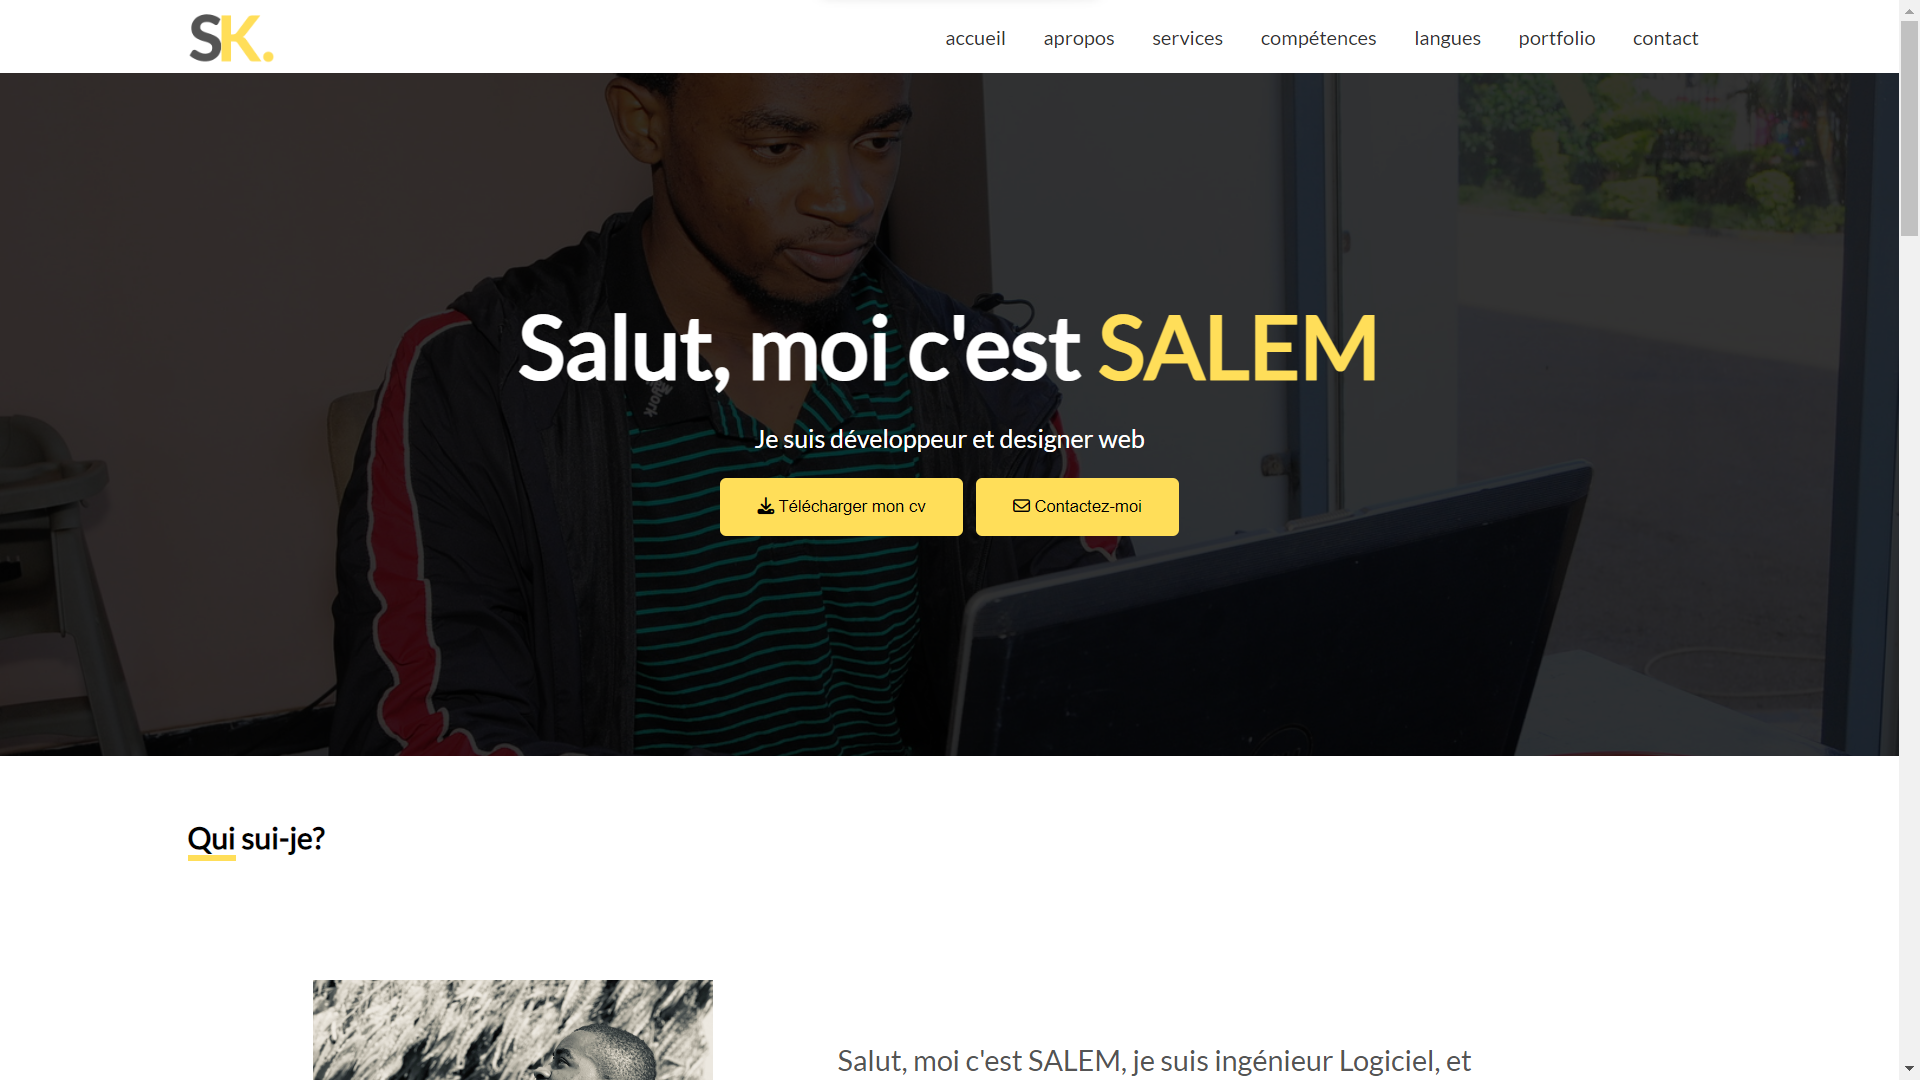 SK.
accueil apropos services compétences langues portfolio contact
Salut, moi c'est SALEM
Je suis développeur et designer web
Télécharger mon cv Contactez-moi
Qui sui-je?
Salut, moi c'est SALEM, je suis ingénieur Logiciel, et